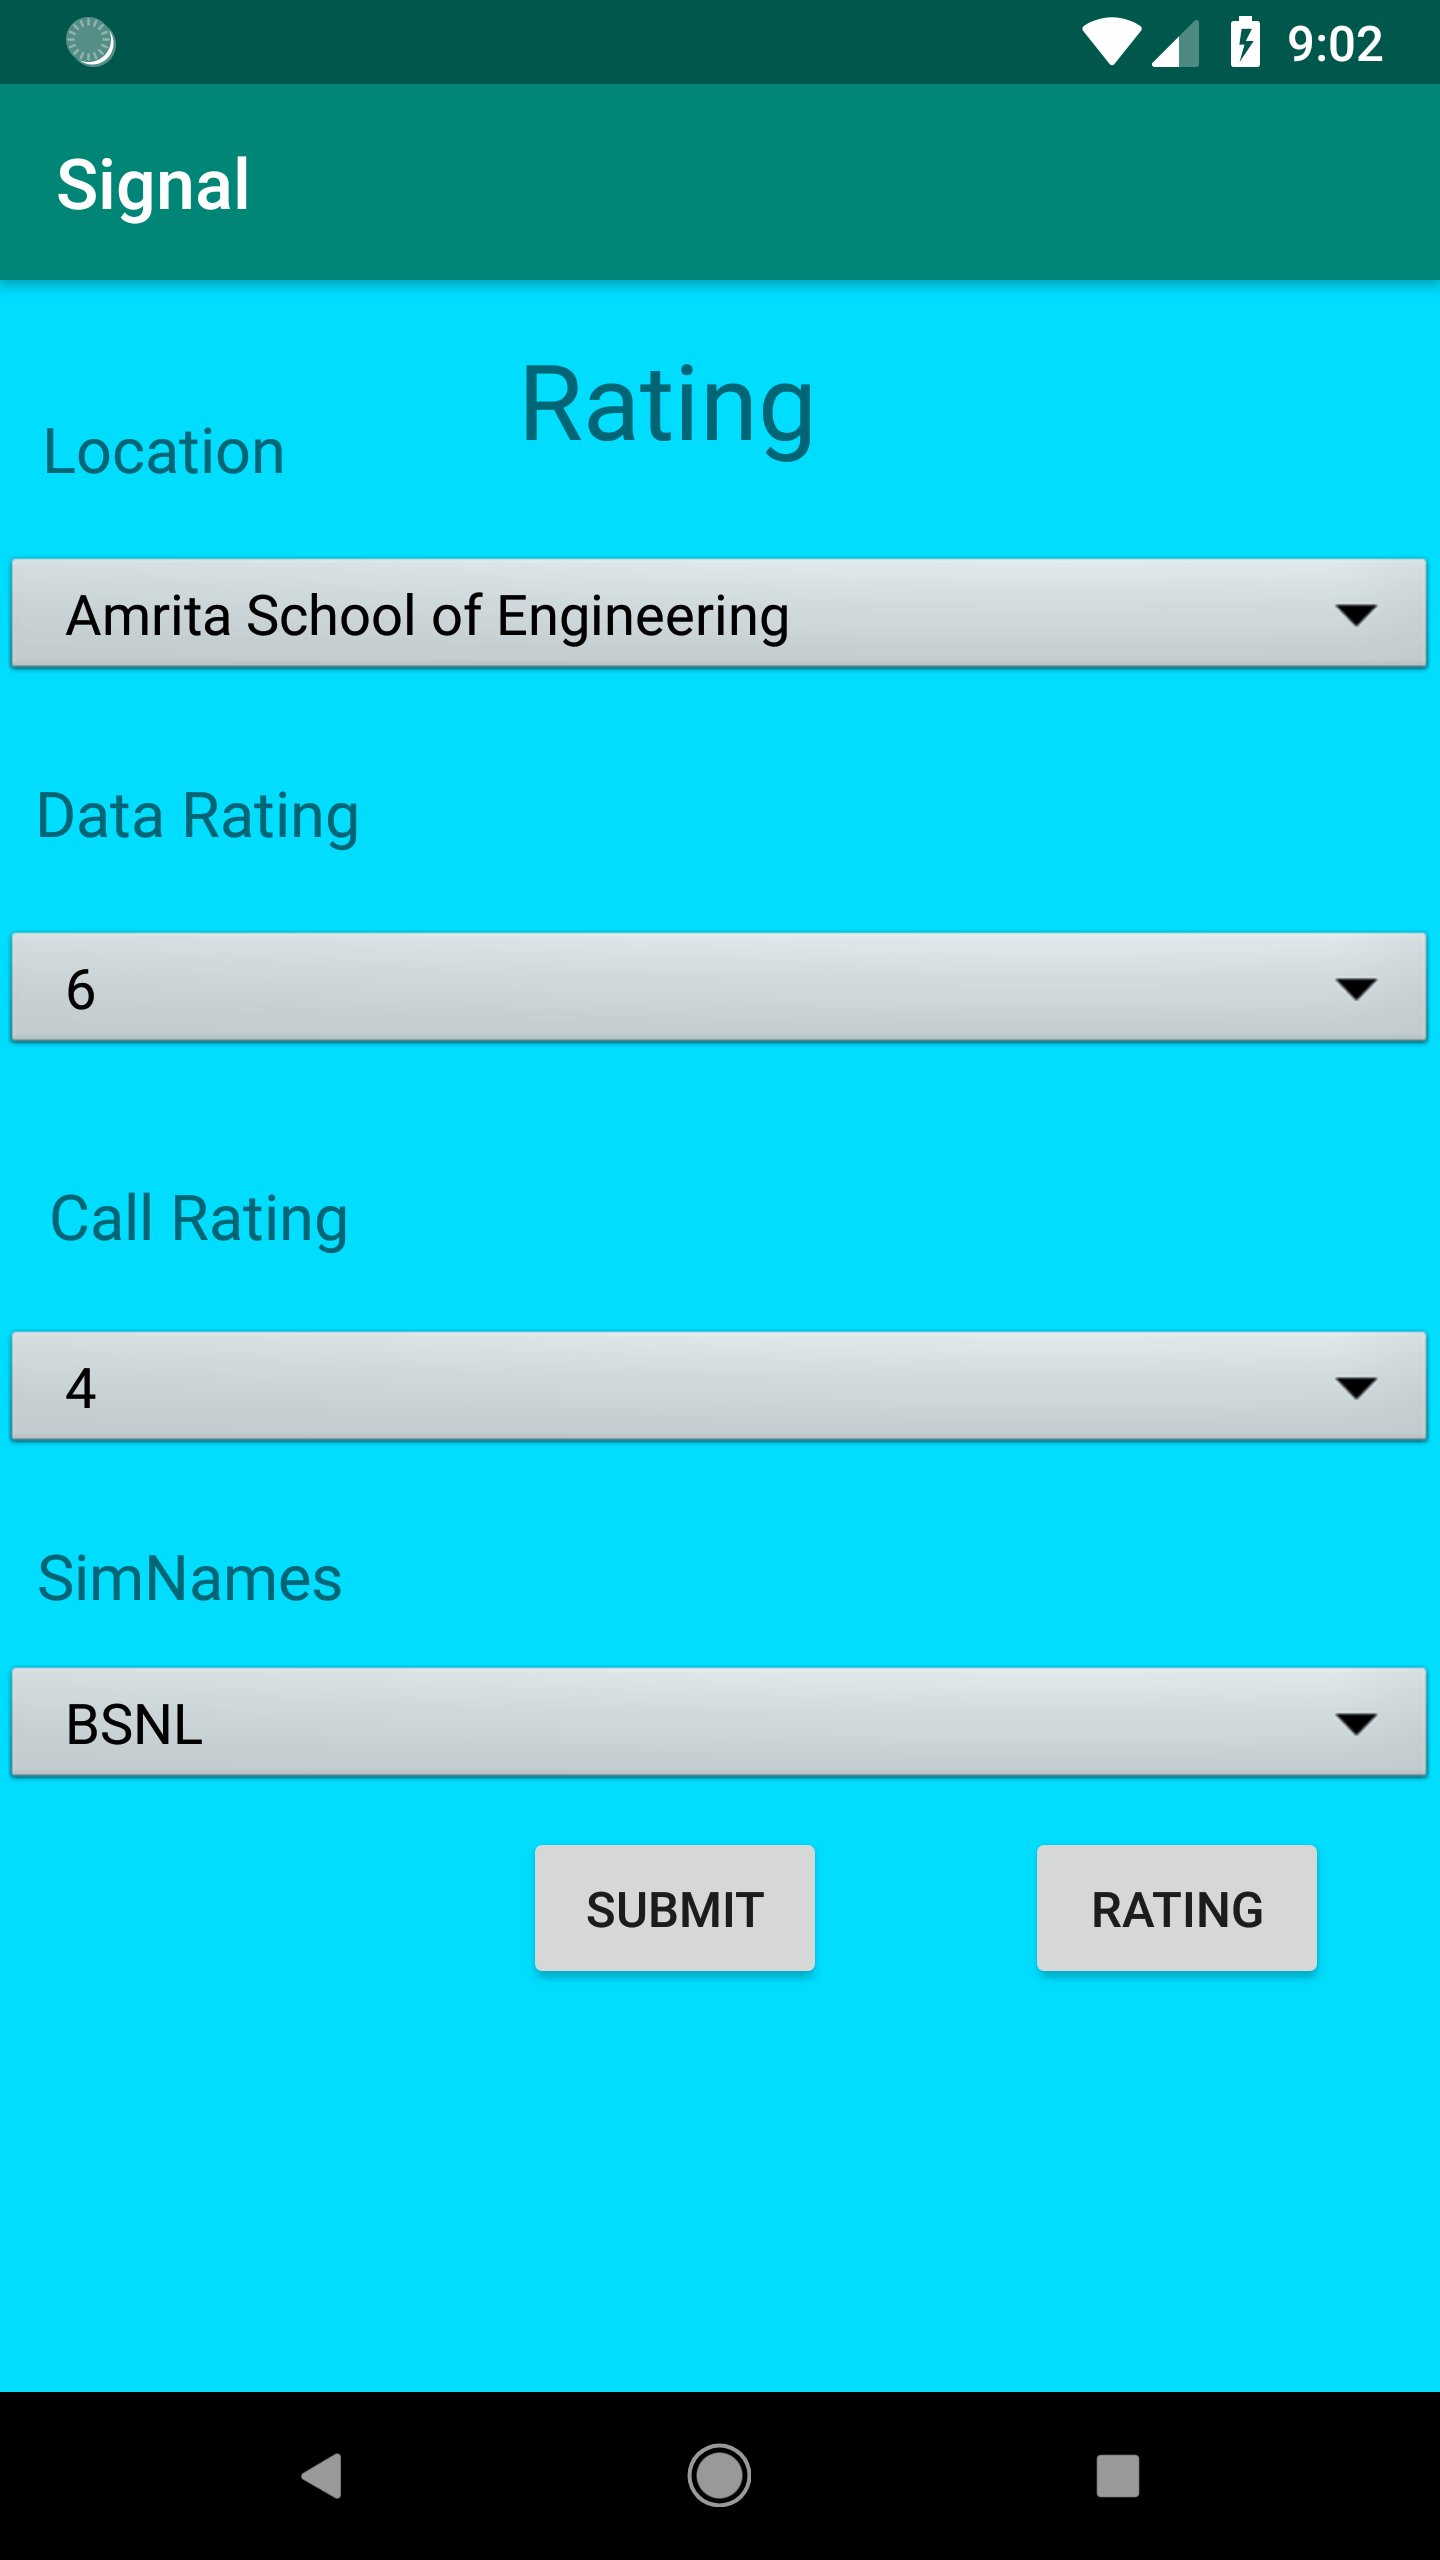 9:02
Signal
Rating
Location
Amrita School of Engineering
Data Rating
6
Call Rating
4
SimNames
BSNL
SUBMIT RATING